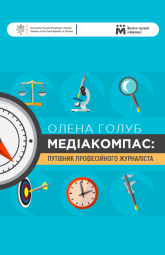 ОЛЕНА ГОЛУБ
МЕДІАКОМПАС:
ПУТІВНИК ПРОФЕСІЙНОГО ЖУРНАЛІСТА